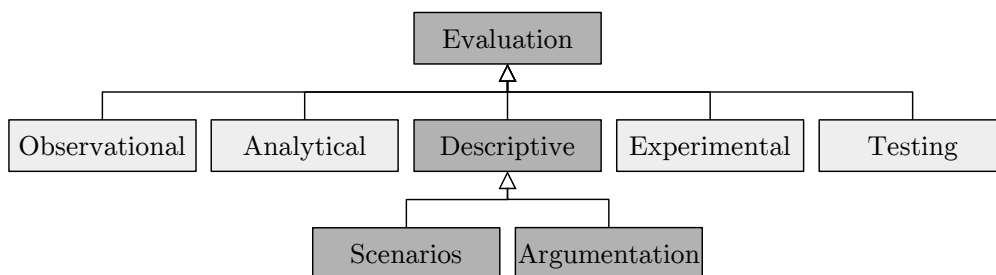 Evaluation
Observational Analytical Descriptive Experimental Testing
Scenarios Argumentation